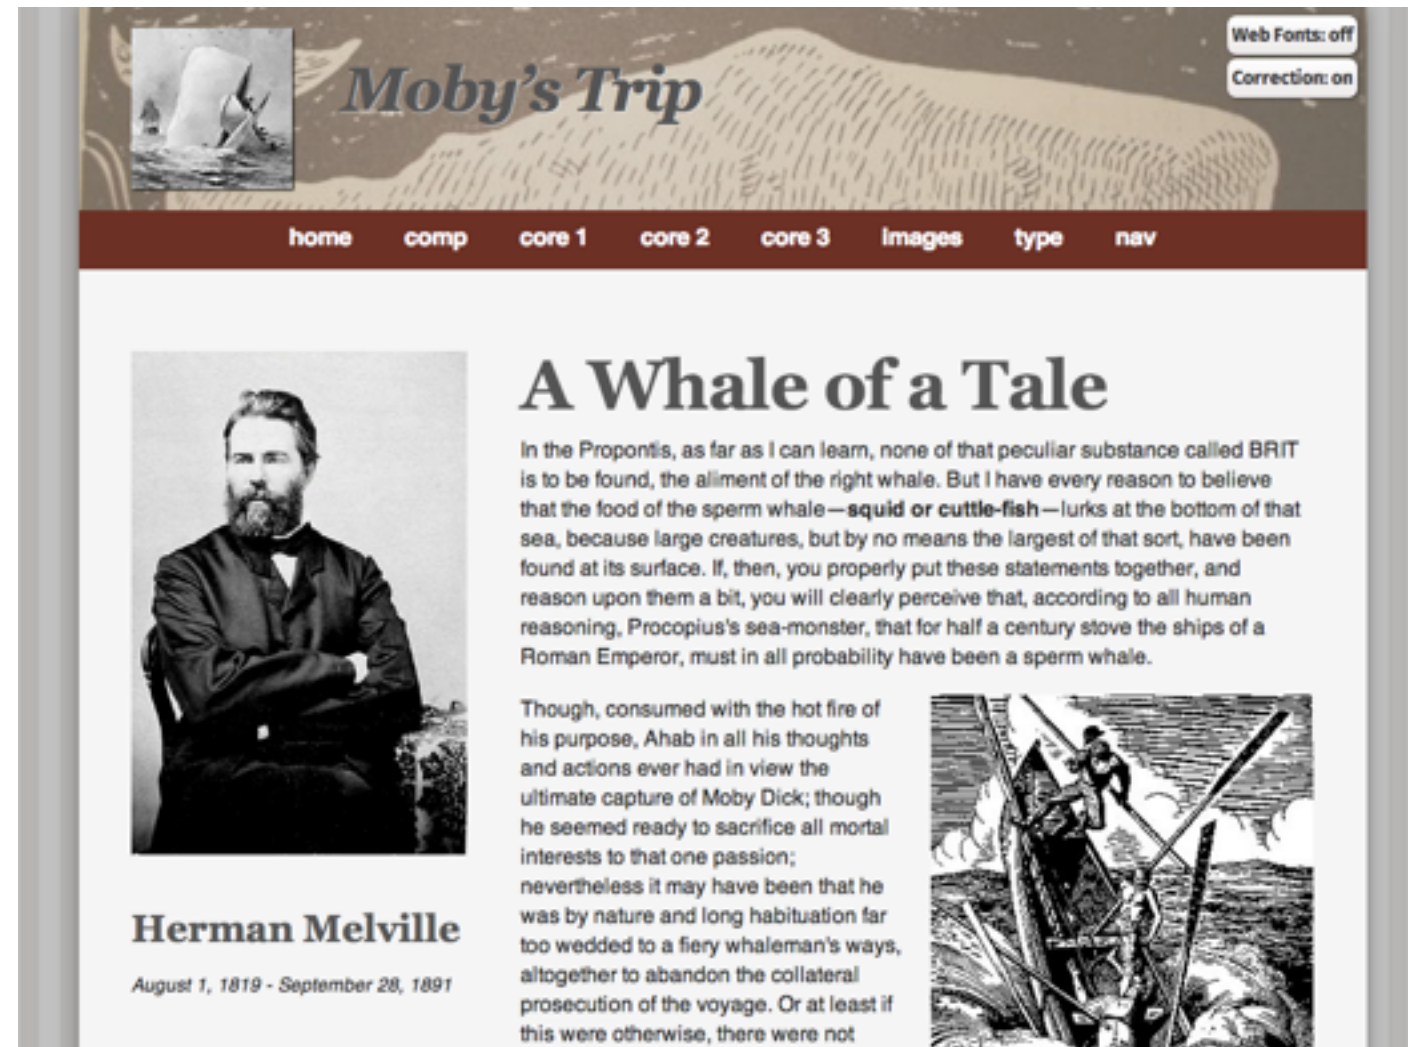 Web Fonts: off
Moby's Trip
Correction: on
home comp core 1 core 2 core 3 images type nav
A Whale of a Tale
In the Propontis, as far as I can learn, none of that peculiar substance called BRIT
is to be found, the aliment of the right whale. But I have every reason to believe
that the food of the sperm whale—squid or cuttle-fish—lurks at the bottom of that
sea, because large creatures, but by no means the largest of that sort, have been
found at its surface. If, then, you properly put these statements together, and
reason upon them a bit, you will clearly perceive that, according to all human
reasoning, Procopius's sea-monster, that for half a century stove the ships of a
Roman Emperor, must in all probability have been a sperm whale.
Though, consumed with the hot fire of
his purpose, Ahab in all his thoughts
and actions ever had in view the
ultimate capture of Moby Dick; though
he seemed ready to sacrifice all mortal
interests to that one passion;
nevertheless it may have been that he
was by nature and long habituation far
too wedded to a fiery whaleman's ways,
altogether to abandon the collateral
prosecution of the voyage. Or at least if
this were otherwise, there were not
Herman Melville
August 1, 1819 - September 28, 1891